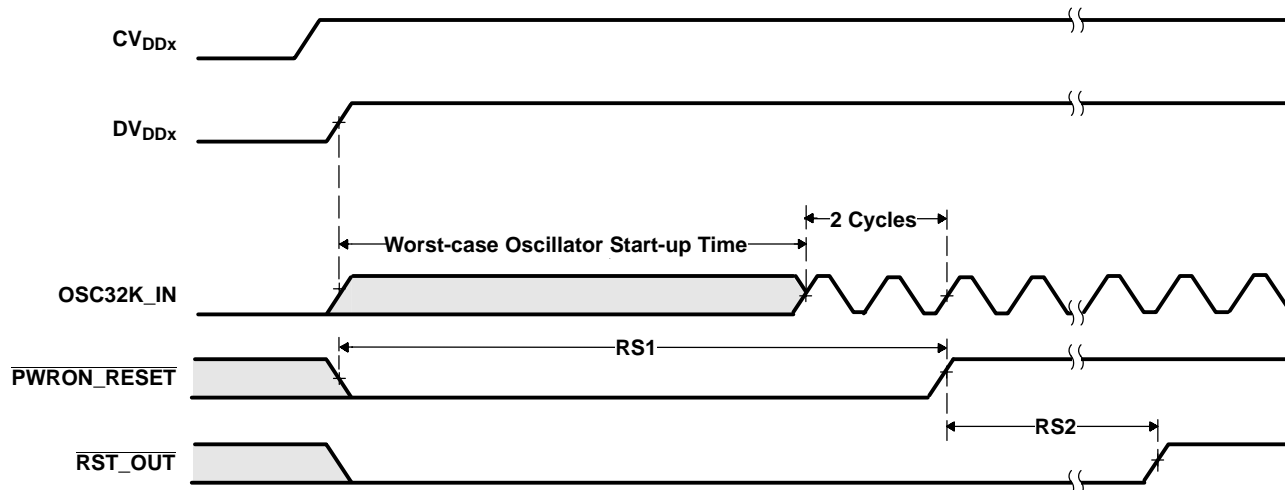 CVDDx
DVDDx
2 Cycles
Worst-case Oscillator Start-up Time
OSC32K_IN
RS1
PWRON_RESET
RS2
RST_OUT